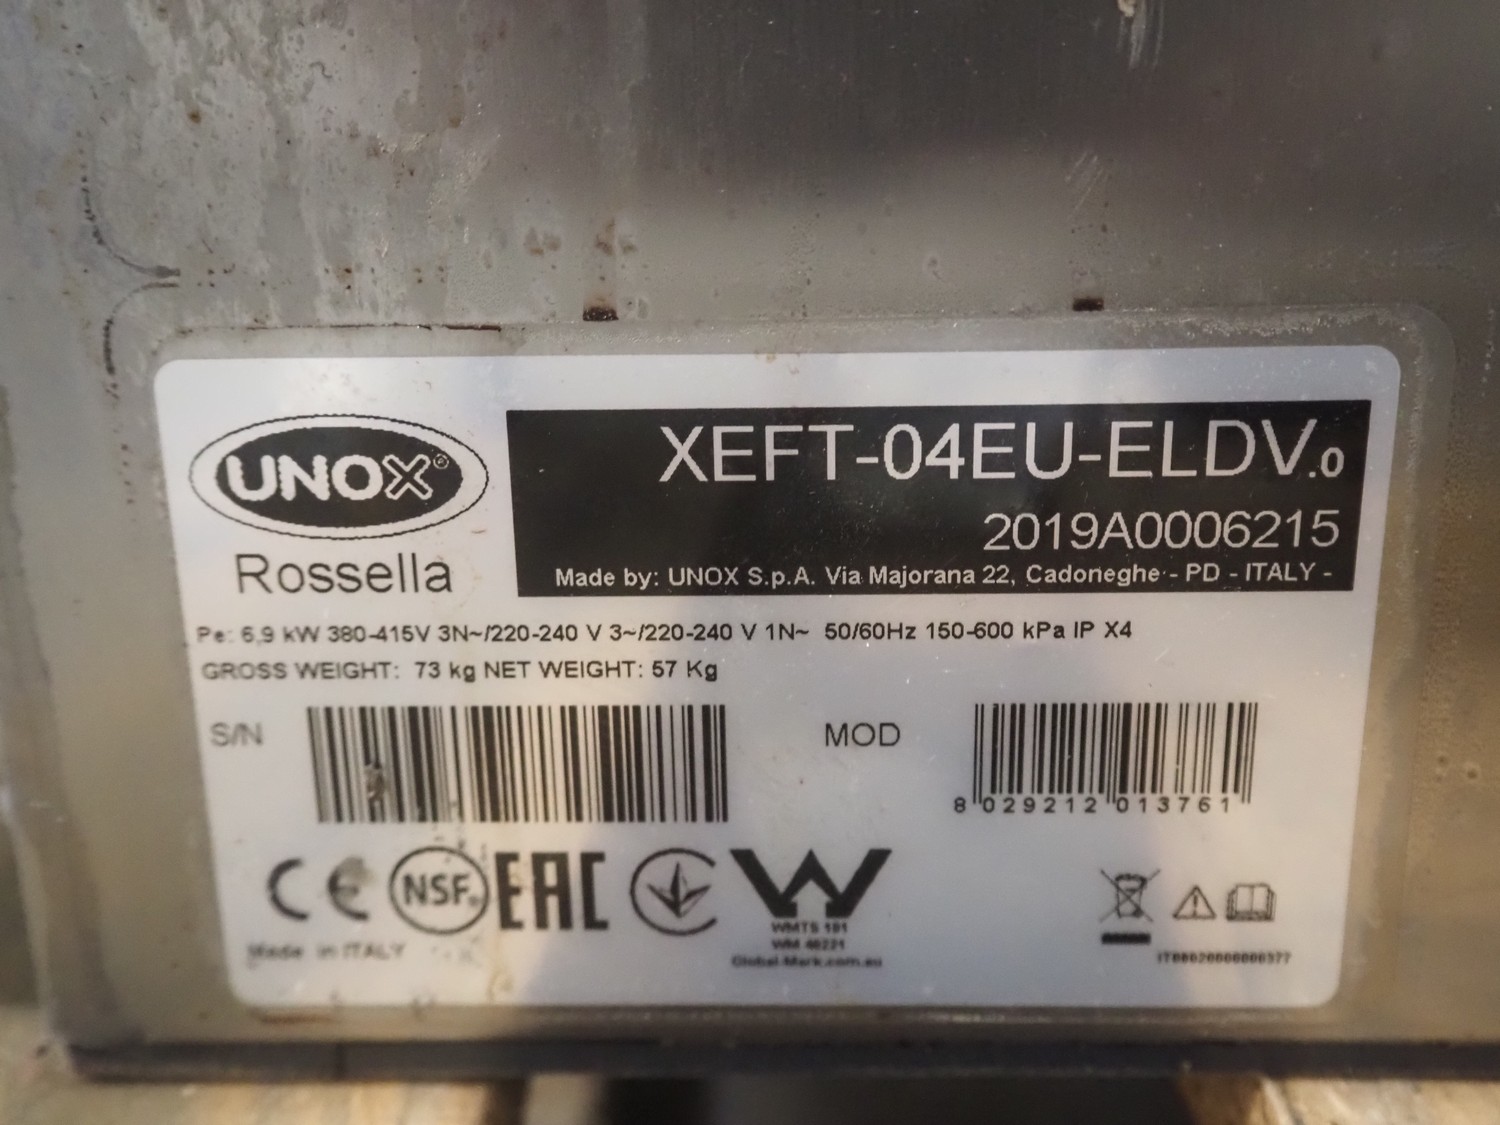 UNOX®
Rossella
XEFT-04EU-ELDV.0
2019A0006215
Made by: UNOX S.p.A. Via Majorana 22, Cadoneghe - PD - ITALY -
Pe: 6,9 kW 380-415V 3N~/220-240 V 3~/220-240 V 1N~ 50/60Hz 150-600 kPa IP X4
GROSS WEIGHT: 73 kg NET WEIGHT: 57 Kg
S/N
MOD
8 029212 013761
CE NSF® EAC
WMTS 101
WM 40221
Global-Mark.com.au
Made in ITALY